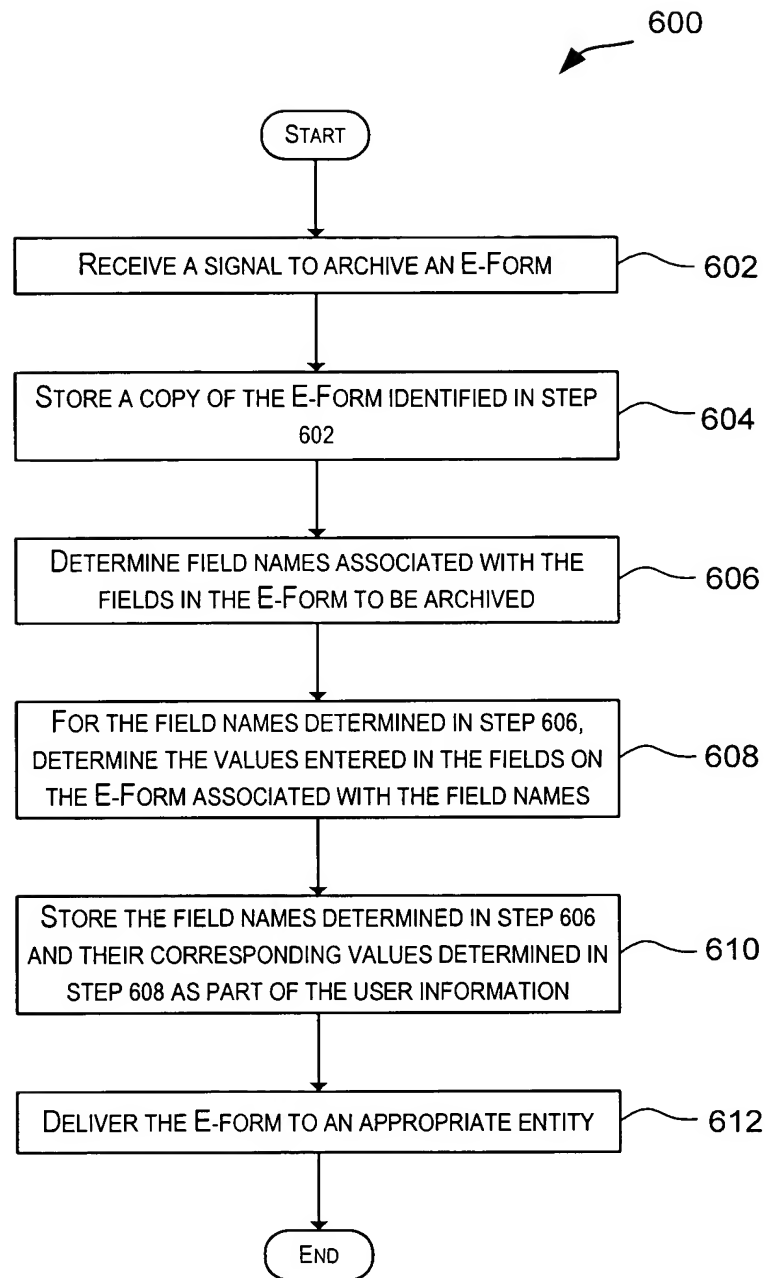 600
START
RECEIVE A SIGNAL TO ARCHIVE AN E-FORM
602
STORE A COPY OF THE E-FORM IDENTIFIED IN STEP
602
604
DETERMINE FIELD NAMES ASSOCIATED WITH THE
FIELDS IN THE E-FORM TO BE ARCHIVED
606
FOR THE FIELD NAMES DETERMINED IN STEP 606,
DETERMINE THE VALUES ENTERED IN THE FIELDS ON
THE E-FORM ASSOCIATED WITH THE FIELD NAMES
608
STORE THE FIELD NAMES DETERMINED IN STEP 606
AND THEIR CORRESPONDING VALUES DETERMINED IN
STEP 608 AS PART OF THE USER INFORMATION
610
DELIVER THE E-FORM TO AN APPROPRIATE ENTITY
612
END